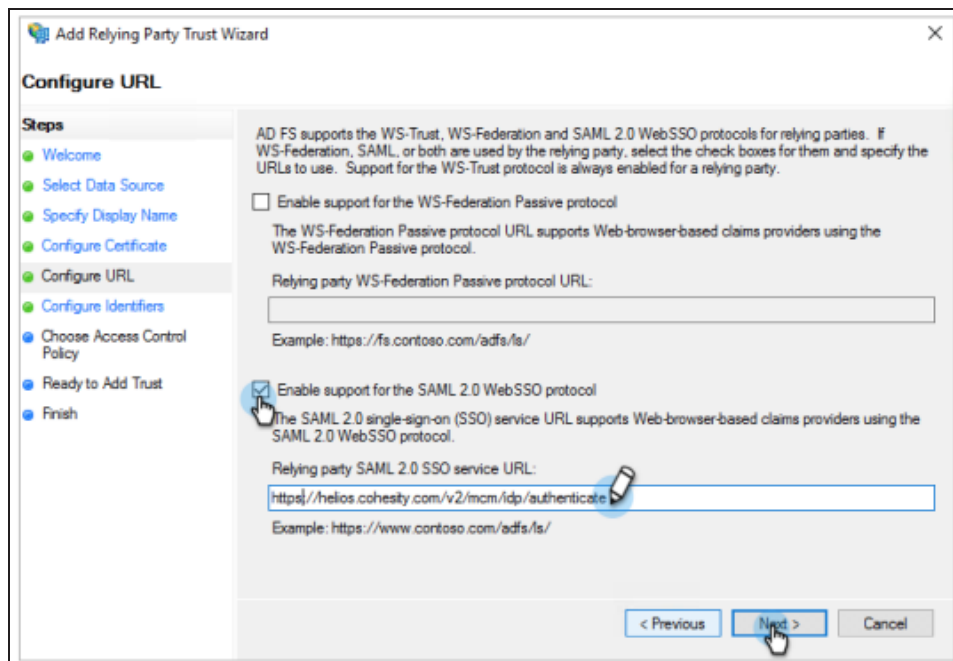 Add Relying Party Trust Wizard
Configure URL
Steps
Welcome
Select Data Source
Specify Display Name
Configure Certificate
Configure URL
Configure Identifiers
Choose Access Control
Policy
Ready to Add Trust
Finish
AD FS supports the WS-Trust, WS-Federation and SAML 2.0 WebSSO protocols for relying parties. If
WS-Federation, SAML, or both are used by the relying party, select the check boxes for them and specify the
URLs to use. Support for the WS-Trust protocol is always enabled for a relying party.
Enable support for the WS-Federation Passive protocol
The WS-Federation Passive protocol URL supports Web-browser-based claims providers using the
WS-Federation Passive protocol.
Relying party WS-Federation Passive protocol URL:
Example: https://fs.contoso.com/adfs/ls/
Enable support for the SAML 2.0 WebSSO protocol
The SAML 2.0 single-sign-on (SSO) service URL supports Web-browser-based claims providers using the
SAML 2.0 WebSSO protocol.
Relying party SAML 2.0 SSO service URL:
https://helios.cohesity.com/v2/mcm/idp/authenticate
Example: https://www.contoso.com/adfs/ls/
< Previous
Next >
Cancel